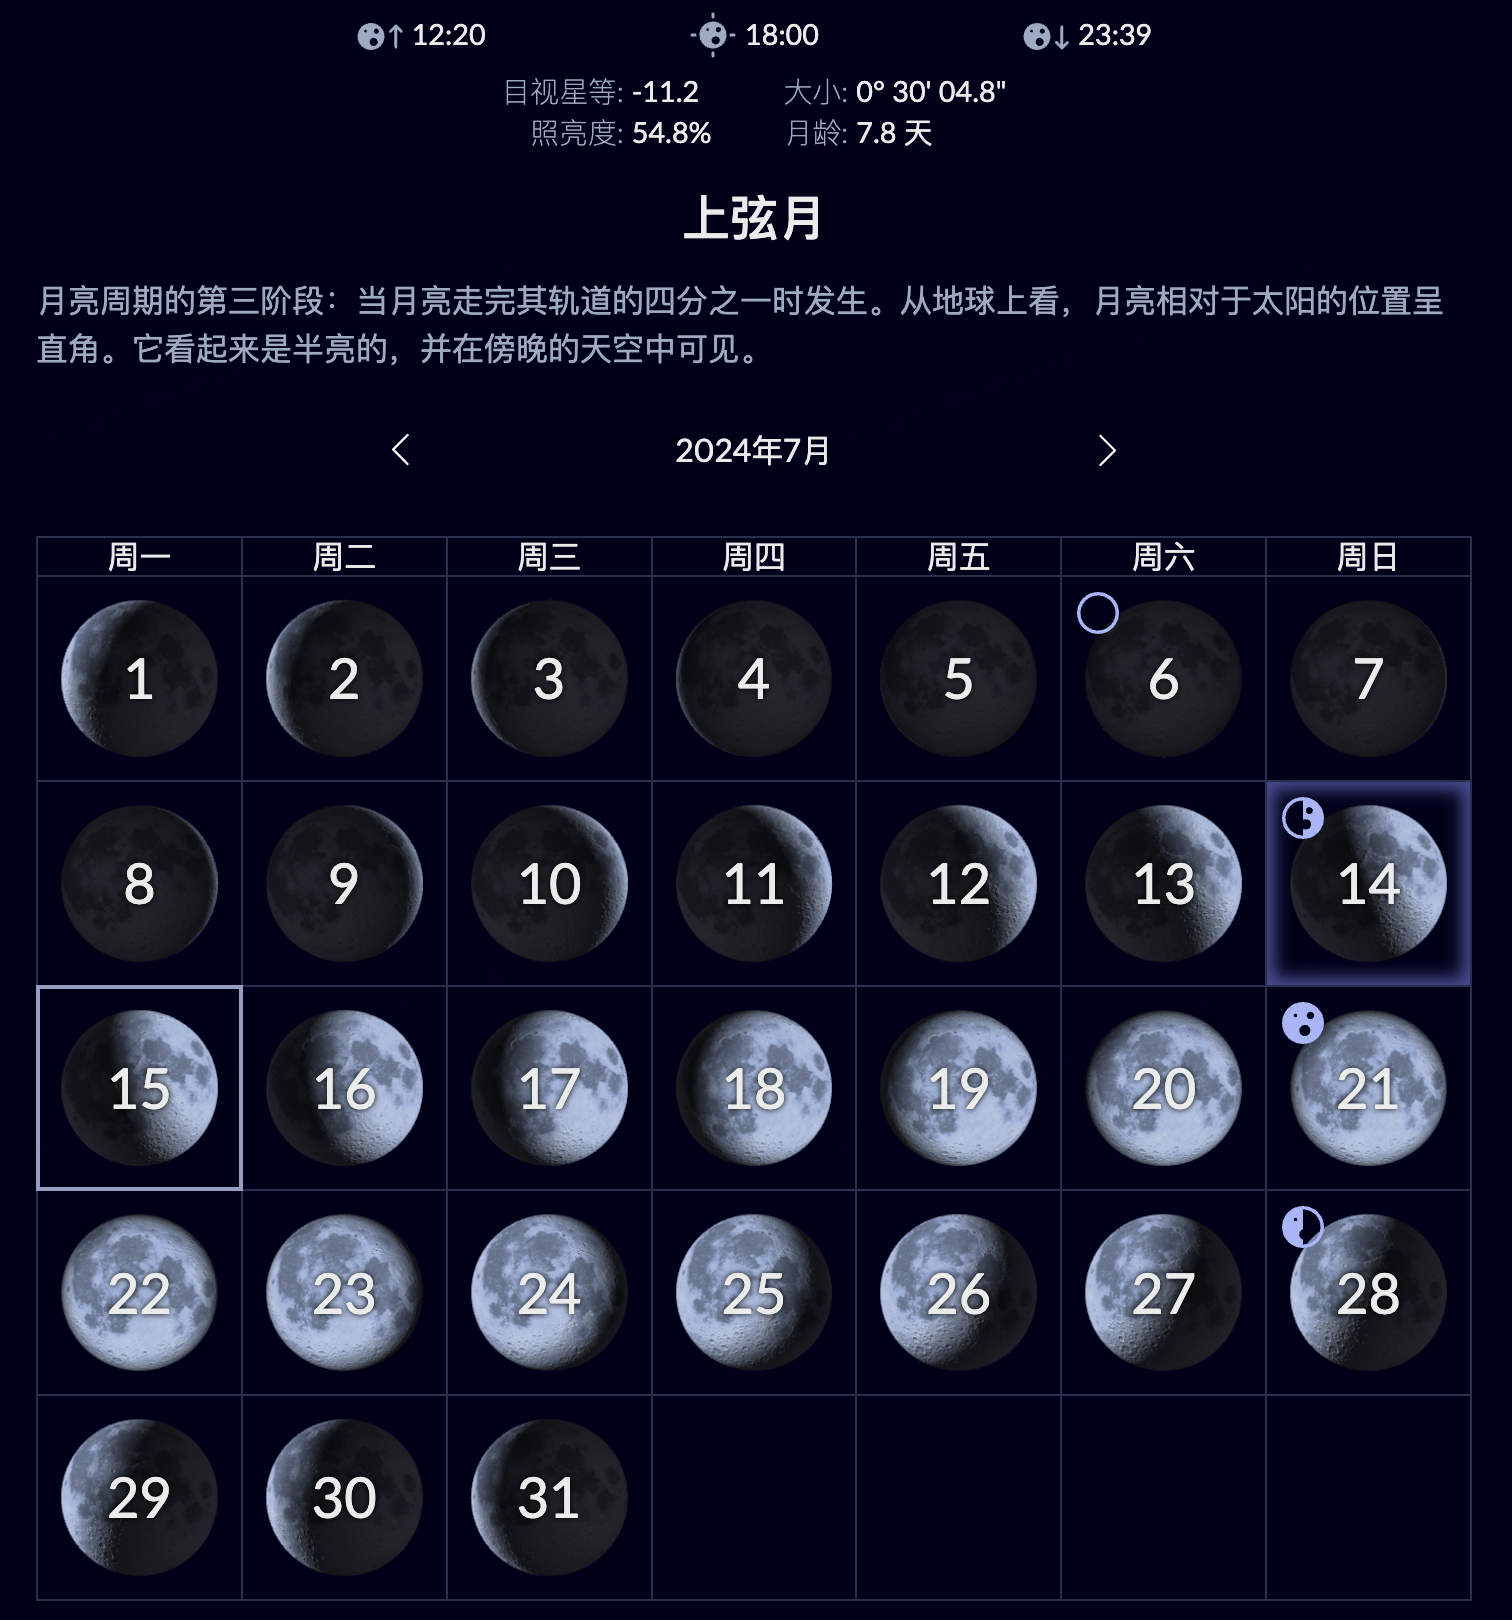 12:20 18:00 23:39
目视星等: -11.2 大小: 0° 30' 04.8"
照亮度: 54.8% 月龄: 7.8 天
上弦月
月亮周期的第三阶段：当月亮走完其轨道的四分之一时发生。从地球上看，月亮相对于太阳的位置呈
直角。它看起来是半亮的，并在傍晚的天空中可见。
2024年7月
周一 周二 周三 周四 周五 周六 周日
1 2 3 4 5 6 7
8 9 10 11 12 13 14
15 16 17 18 19 20 21
22 23 24 25 26 27 28
29 30 31